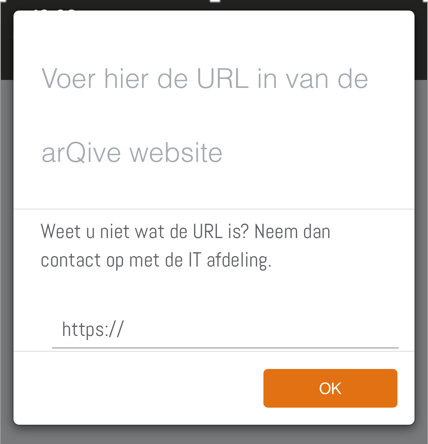 Voer hier de URL in van de
arQive website
Weet u niet wat de URL is? Neem dan
contact op met de IT afdeling.
https://
OK